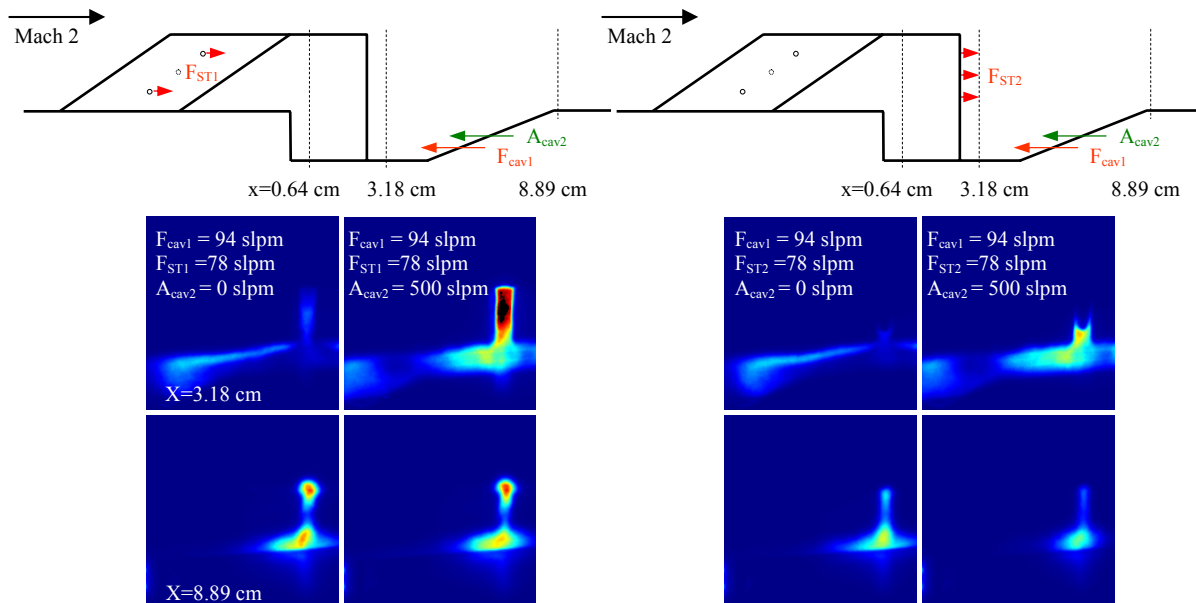 Mach 2
F_ST1
A_cav2
F_cav1
x=0.64 cm 3.18 cm 8.89 cm
F_cav1 = 94 slpm
F_ST1 =78 slpm
A_cav2 = 0 slpm
F_cav1 = 94 slpm
F_ST1 =78 slpm
A_cav2 = 500 slpm
X=3.18 cm
X=8.89 cm
Mach 2
F_ST2
A_cav2
F_cav1
x=0.64 cm 3.18 cm 8.89 cm
F_cav1 = 94 slpm
F_ST2 =78 slpm
A_cav2 = 0 slpm
F_cav1 = 94 slpm
F_ST2 =78 slpm
A_cav2 = 500 slpm